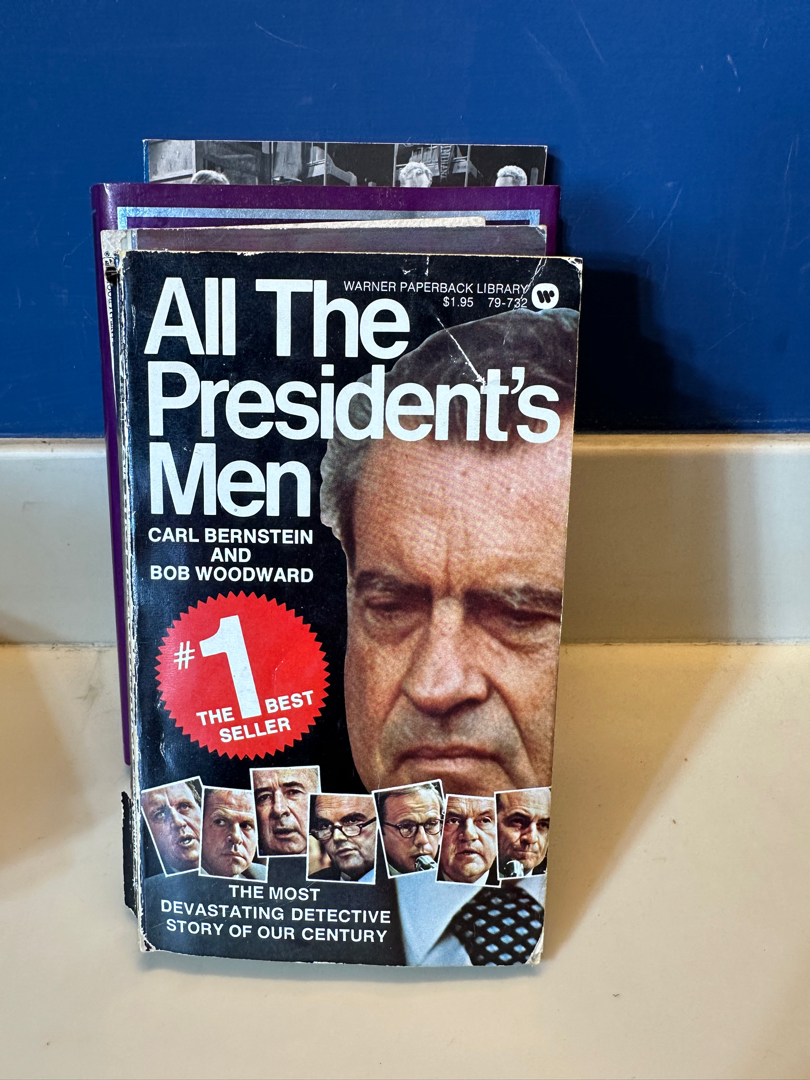 WARNER PAPERBACK LIBRARY
$1.95 79-732
All The
President's
Men
CARL BERNSTEIN
AND
BOB WOODWARD
#1
THE BEST
SELLER
THE MOST
DEVASTATING DETECTIVE
STORY OF OUR CENTURY